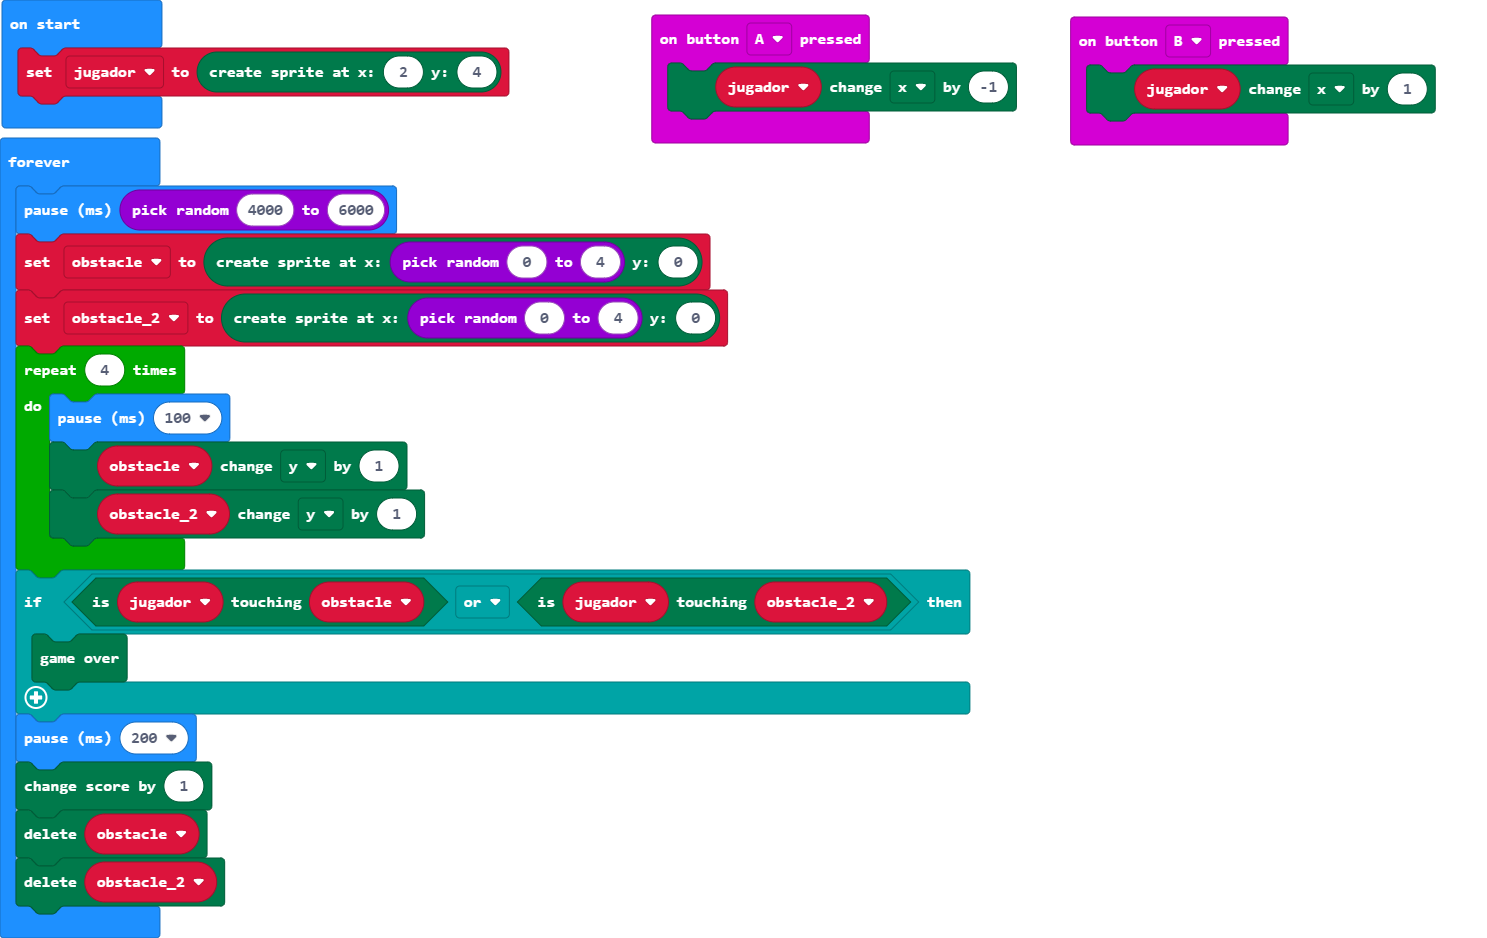 on start
set jugador to create sprite at x: 2 y: 4
on button A pressed
jugador change x by -1
on button B pressed
jugador change x by 1
forever
pause (ms) pick random 4000 to 6000
set obstacle to create sprite at x: pick random 0 to 4 y: 0
set obstacle_2 to create sprite at x: pick random 0 to 4 y: 0
repeat 4 times
do
pause (ms) 100
obstacle change y by 1
obstacle_2 change y by 1
if is jugador touching obstacle or is jugador touching obstacle_2 then
game over
pause (ms) 200
change score by 1
delete obstacle
delete obstacle_2